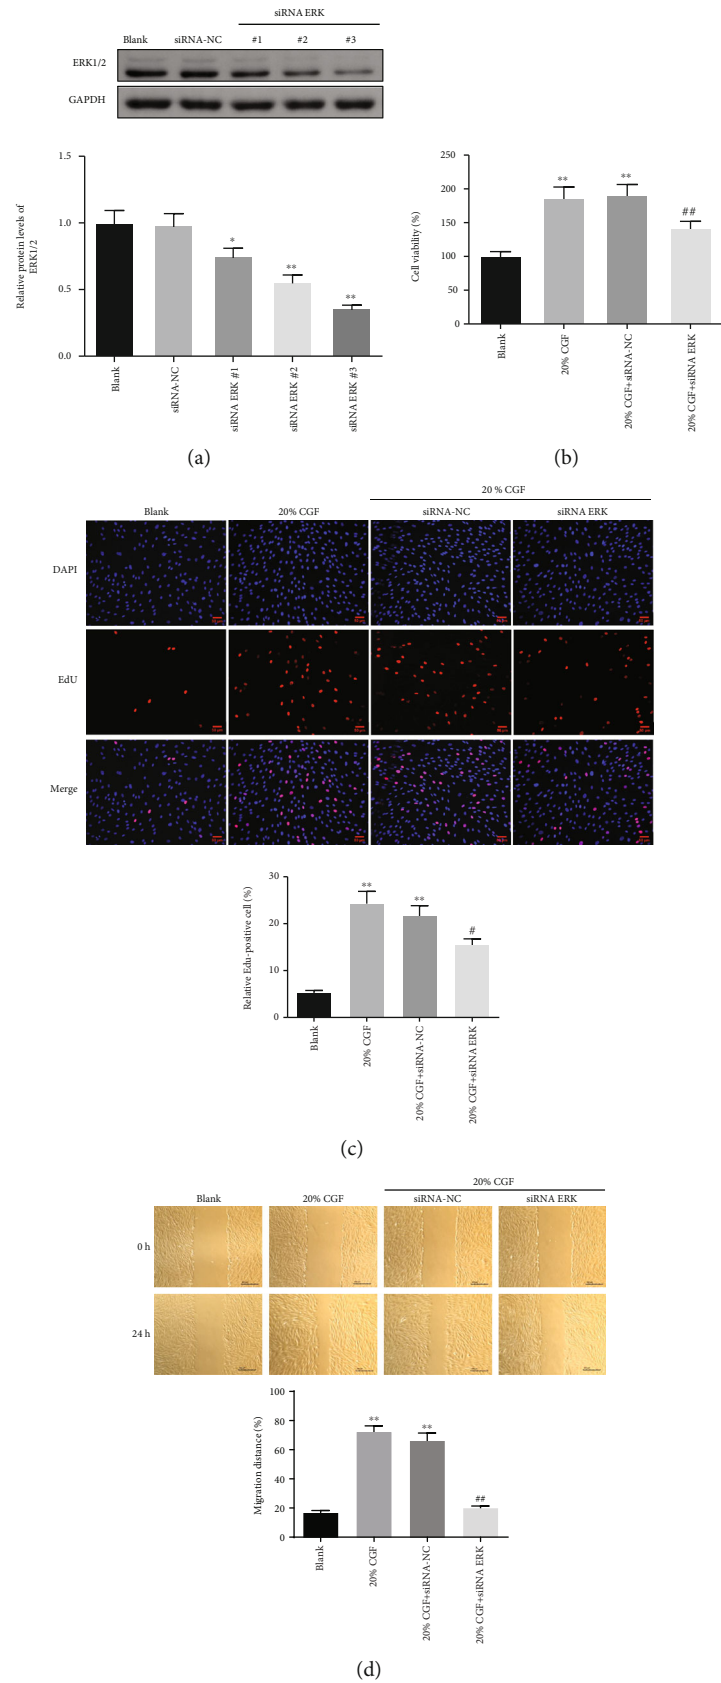 siRNA ERK
Blank siRNA-NC #1 #2 #3
ERK1/2
GAPDH
Relative protein levels of
ERK1/2
1.5
1.0
0.5
0.0
*
**
**
Blank
siRNA-NC
siRNA ERK #1
siRNA ERK #2
siRNA ERK #3
(a)
Cell viability (%)
250
200
150
100
50
0
**
**
##
Blank
20% CGF
20% CGF+siRNA-NC
20% CGF+siRNA ERK
(b)
20 % CGF
Blank 20% CGF siRNA-NC siRNA ERK
DAPI
EdU
Merge
Relative Edu-positive cell (%)
30
20
10
0
**
**
#
Blank
20% CGF
20% CGF+siRNA-NC
20% CGF+siRNA ERK
(c)
20% CGF
Blank 20% CGF siRNA-NC siRNA ERK
0 h
24 h
Migration distance (%)
100
80
60
40
20
0
**
**
##
Blank
20% CGF
20% CGF+siRNA-NC
20% CGF+siRNA ERK
(d)